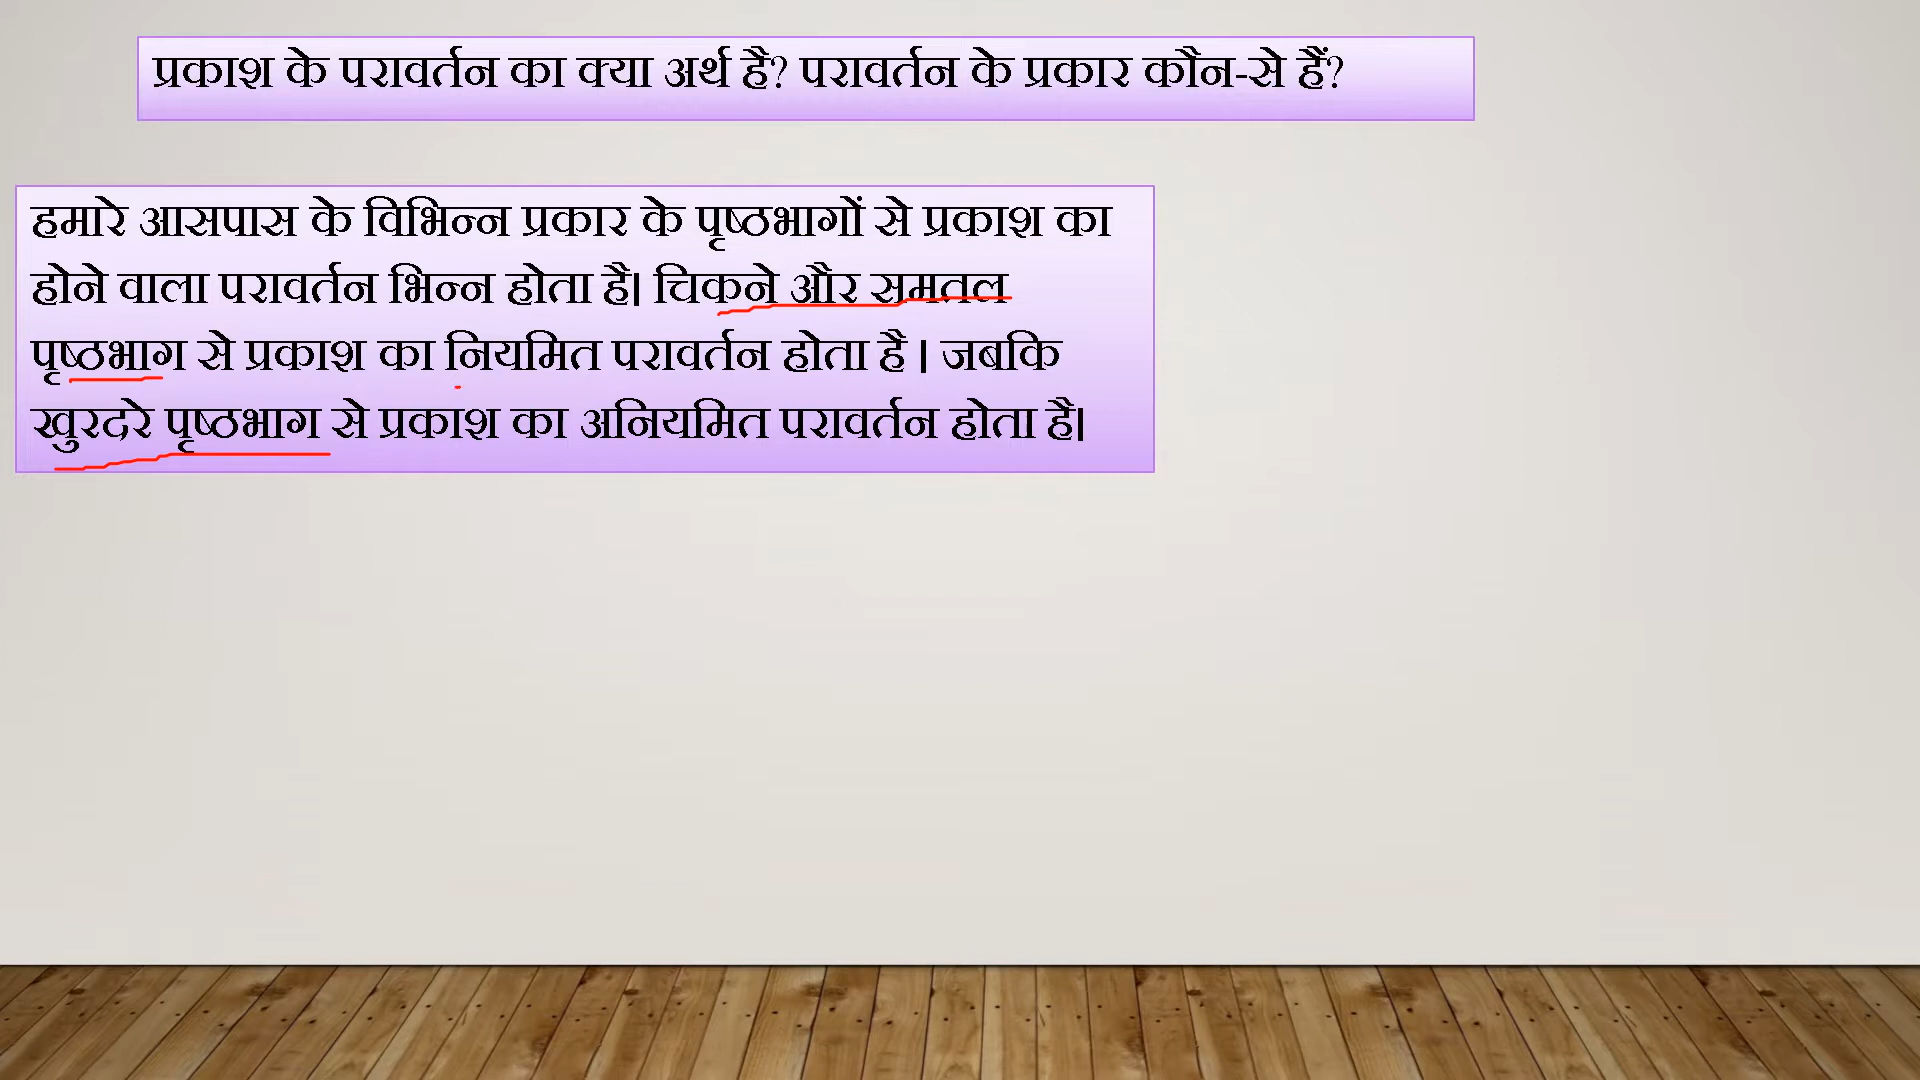 प्रकाश के परावर्तन का क्या अर्थ है? परावर्तन के प्रकार कौन-से हैं?
हमारे आसपास के विभिन्न प्रकार के पृष्ठभागों से प्रकाश का
होने वाला परावर्तन भिन्न होता है। चिकने और समतल
पृष्ठभाग से प्रकाश का नियमित परावर्तन होता है । जबकि
खुरदरे पृष्ठभाग से प्रकाश का अनियमित परावर्तन होता है।